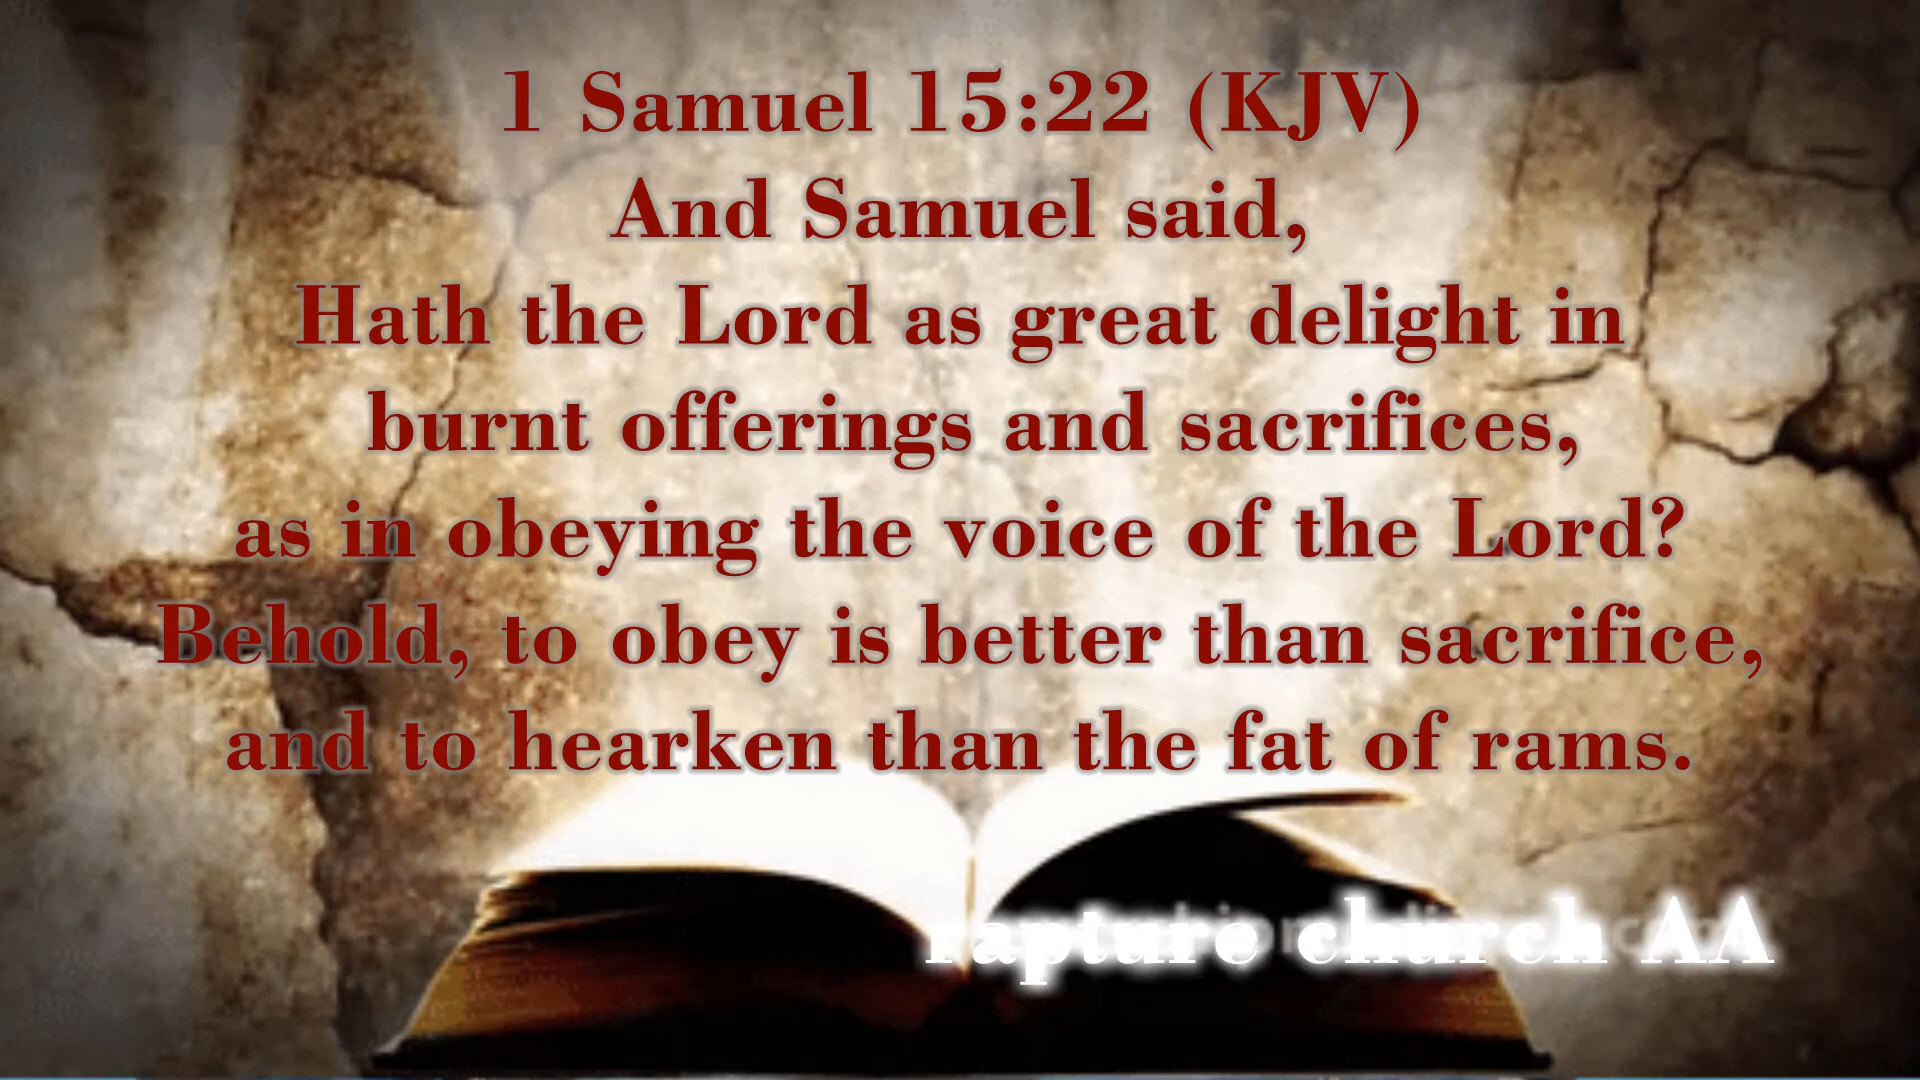 1 Samuel 15:22 (KJV)
And Samuel said,
Hath the Lord as great delight in
burnt offerings and sacrifices,
as in obeying the voice of the Lord?
Behold, to obey is better than sacrifice,
and to hearken than the fat of rams.
rapture church AA